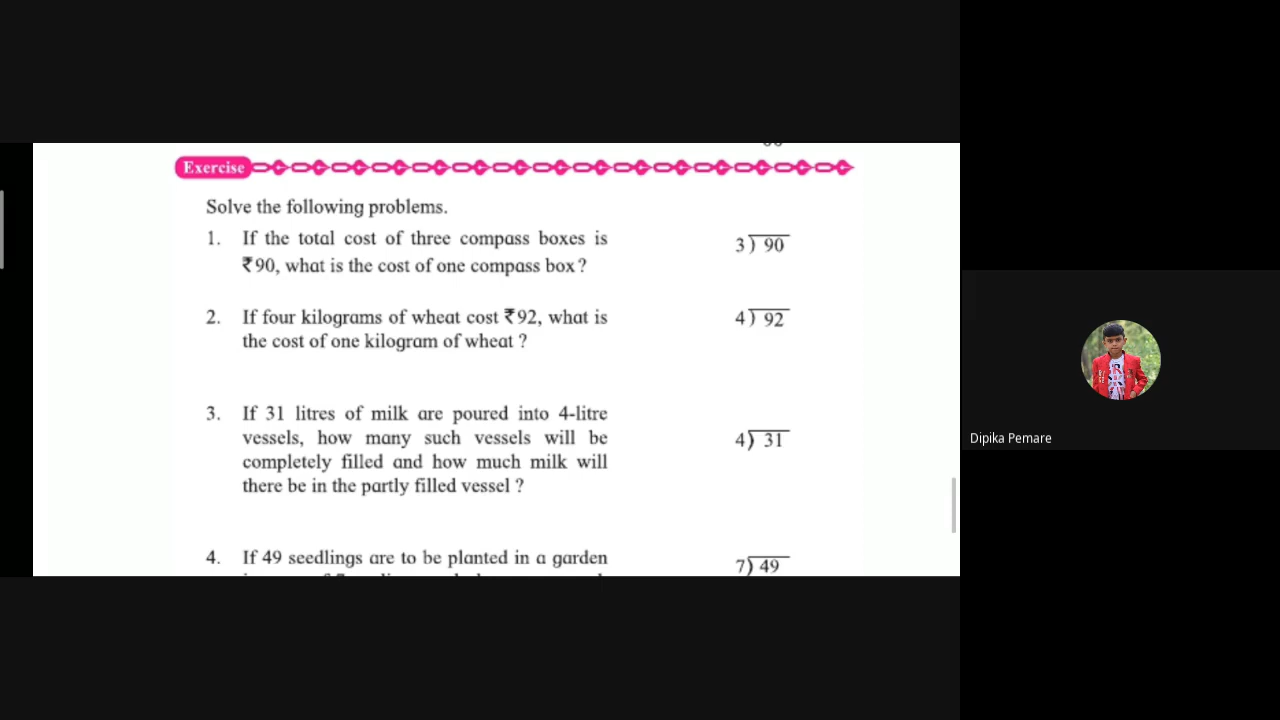 Exercise
Solve the following problems.
1. If the total cost of three compass boxes is
₹90, what is the cost of one compass box?
3) 90
2. If four kilograms of wheat cost ₹92, what is
the cost of one kilogram of wheat ?
4) 92
3. If 31 litres of milk are poured into 4-litre
vessels, how many such vessels will be
completely filled and how much milk will
there be in the partly filled vessel ?
4) 31
4. If 49 seedlings are to be planted in a garden
7) 49
Dipika Pemare